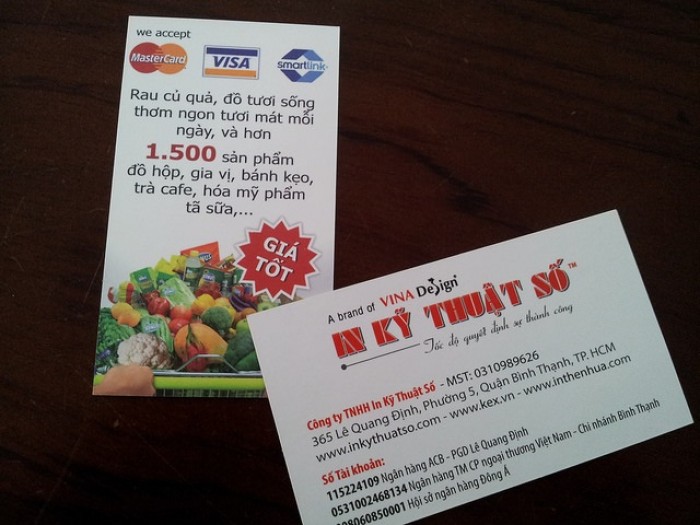 we accept
MasterCard VISA smartlink
Rau củ quả, đồ tươi sống
thơm ngon tươi mát mỗi
ngày, và hơn
1.500 sản phẩm
đồ hộp, gia vị, bánh kẹo,
trà cafe, hóa mỹ phẩm
tã sữa,...
GIÁ
TỐT
A brand of VINA Design
IN KỸ THUẬT SỐ™
Tốc độ quyết định sự thành công
Công ty TNHH In Kỹ Thuật Số - MST: 0310989626
365 Lê Quang Định, Phường 5, Quận Bình Thạnh, TP. HCM
www.inkythuatso.com - www.kex.vn - www.inthenhua.com
Số Tài khoản:
115224109 Ngân hàng ACB - PGD Lê Quang Định
0531002468134 Ngân hàng TM CP ngoại thương Việt Nam - Chi nhánh Bình Thạnh
Hội sở ngân hàng Đông Á